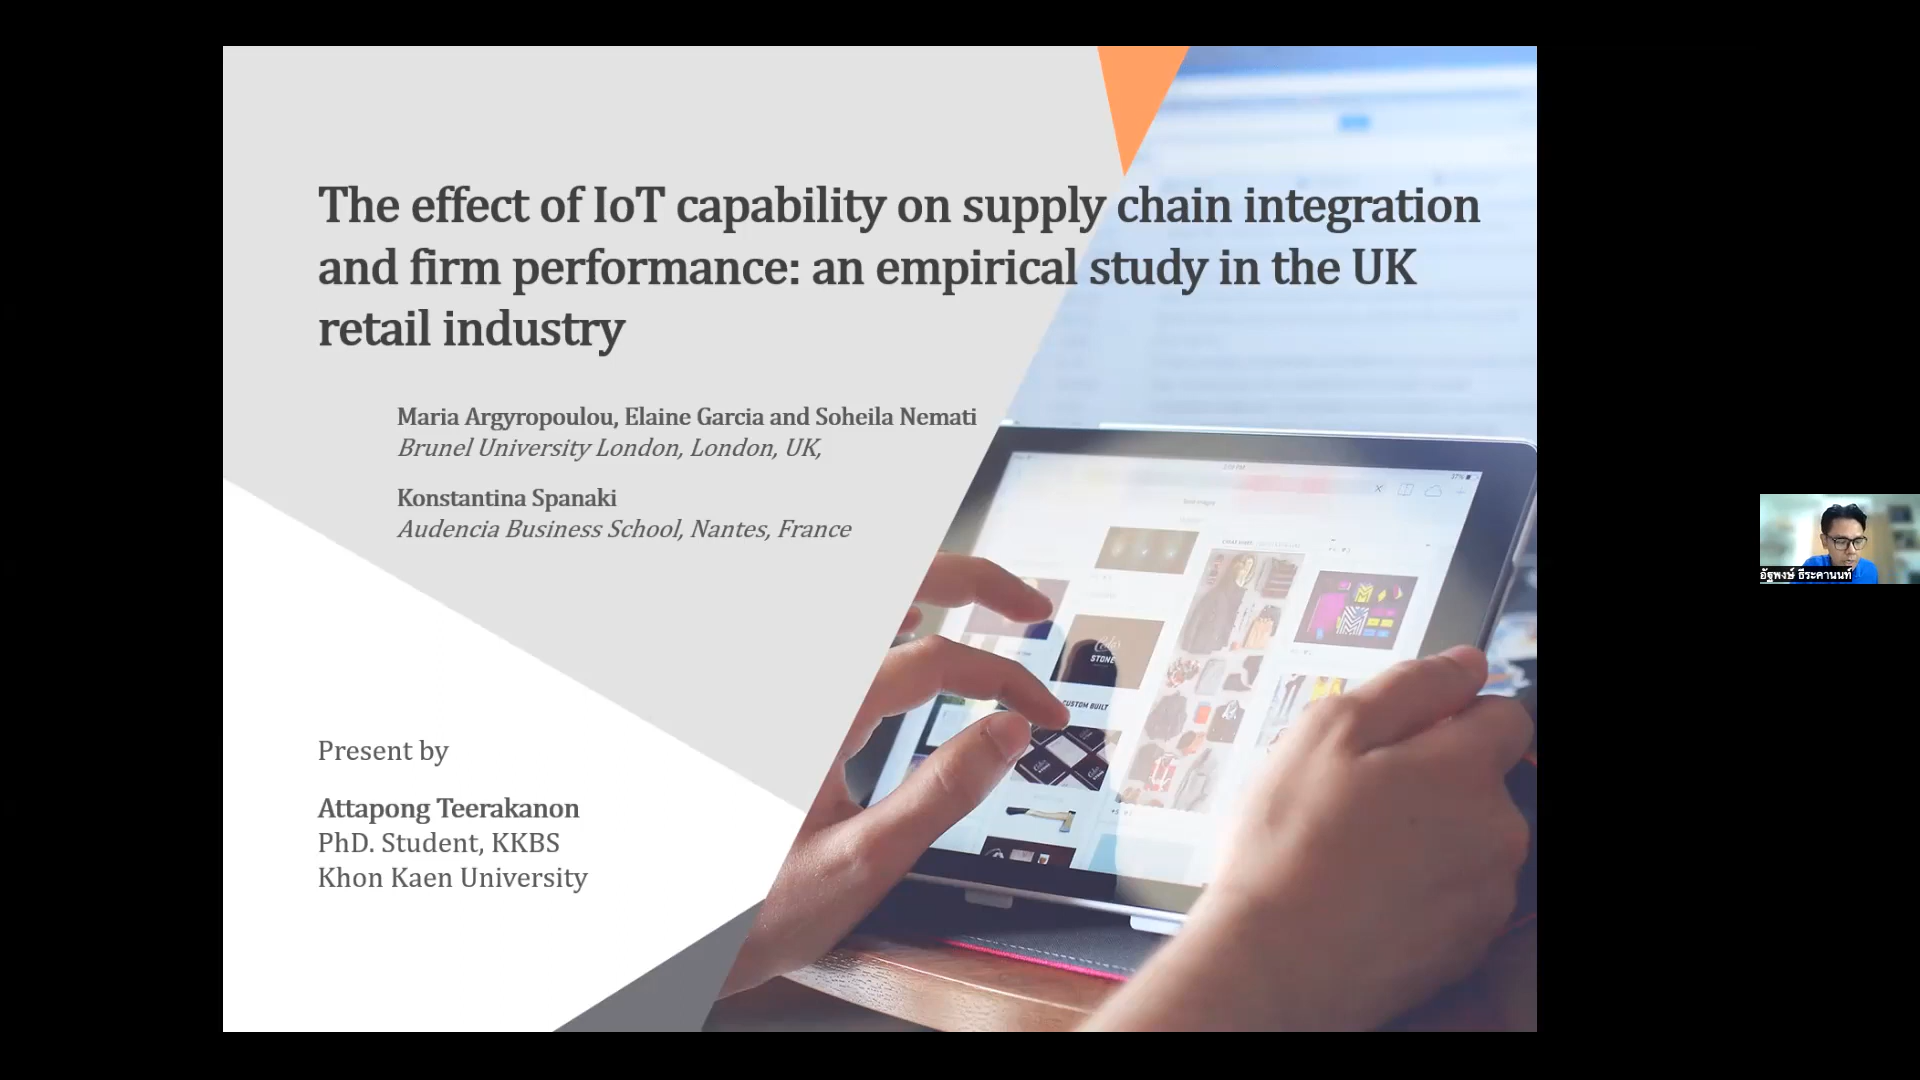 The effect of IoT capability on supply chain integration
and firm performance: an empirical study in the UK
retail industry
Maria Argyropoulou, Elaine Garcia and Soheila Nemati
Brunel University London, London, UK,
Konstantina Spanaki
Audencia Business School, Nantes, France
Present by
Attapong Teerakanon
PhD. Student, KKBS
Khon Kaen University
STONE
CUSTOM BUILT
อัฐพงษ์ ธีระคานนท์